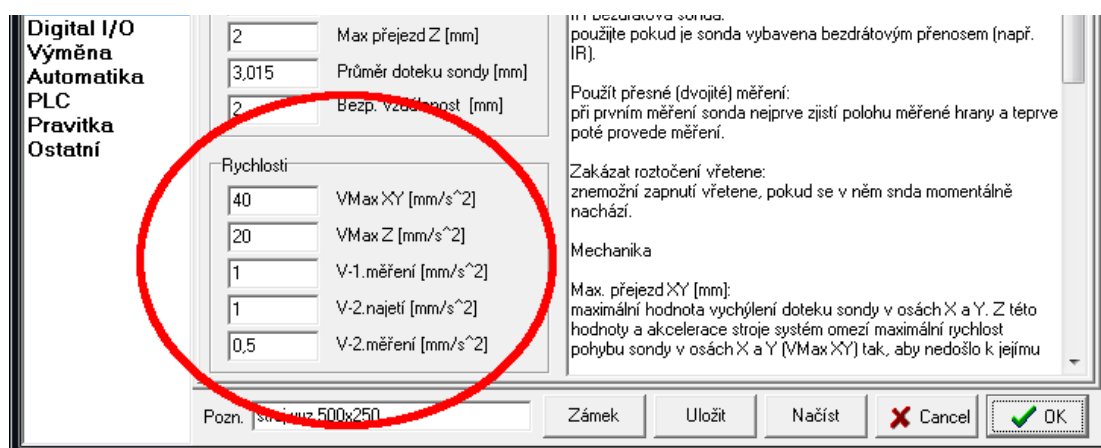 Digital I/O
Výměna
Automatika
PLC
Pravitka
Ostatní
2 Max přejezd Z [mm]
3,015 Průměr doteku sondy [mm]
2 Bezp. vzdálenost [mm]
Rychlosti
40 VMax XY [mm/s^2]
20 VMax Z [mm/s^2]
1 V-1.měření [mm/s^2]
1 V-2.najetí [mm/s^2]
0,5 V-2.měření [mm/s^2]
IR bezdrátová sonda:
použijte pokud je sonda vybavena bezdrátovým přenosem (např.
IR).
Použít přesné (dvojité) měření:
při prvním měření sonda nejprve zjistí polohu měřené hrany a teprve
poté provede měření.
Zakázat roztočení vřetene:
znemožní zapnutí vřetene, pokud se v něm snda momentálně
nachází.
Mechanika
Max. přejezd XY [mm]:
maximální hodnota vychýlení doteku sondy v osách X a Y. Z této
hodnoty a akcelerace stroje systém omezí maximální rychlost
pohybu sondy v osách X a Y (VMax XY) tak, aby nedošlo k jejímu
Pozn. 500x250
Zámek
Uložit
Načíst
Cancel
OK